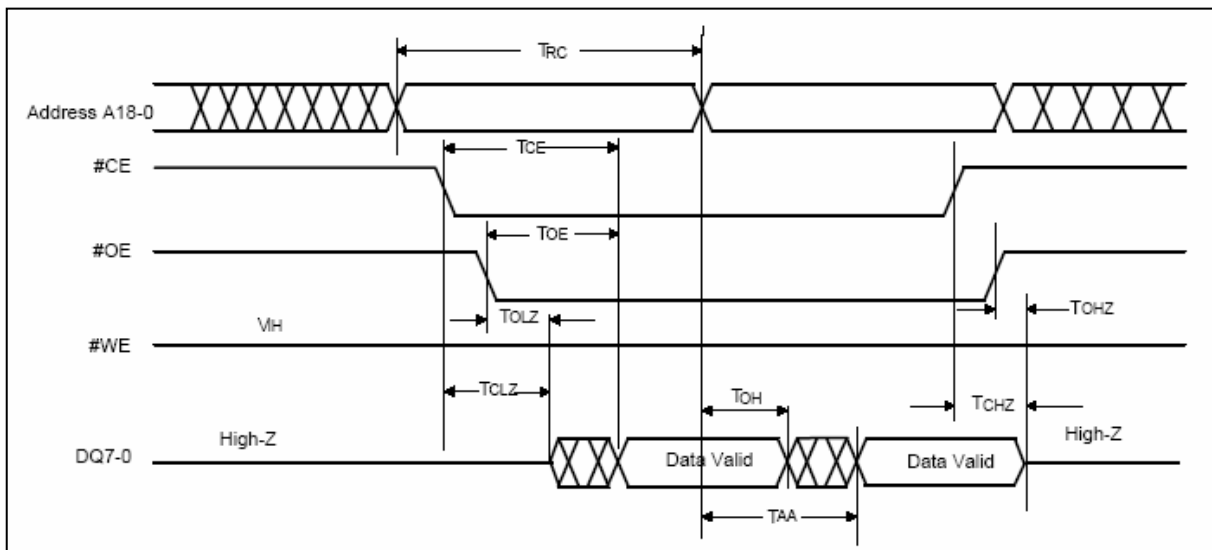 TRC
Address A18-0
TCE
#CE
TOE
#OE
TOLZ
TOHZ
VIH
#WE
TCLZ
TOH
TCHZ
High-Z
High-Z
DQ7-0
Data Valid
Data Valid
TAA